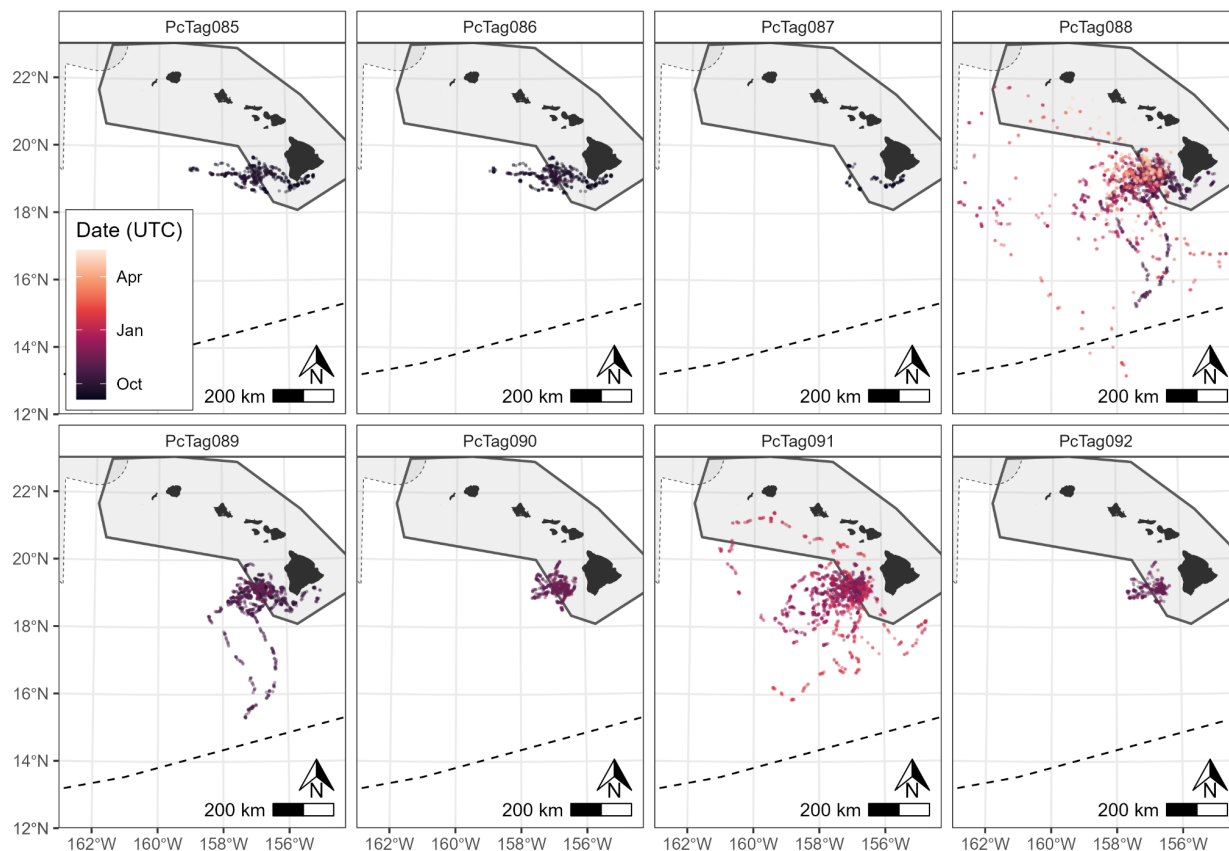 PcTag085 PcTag086 PcTag087 PcTag088
22°N
20°N
18°N
16°N
14°N
12°N
Date (UTC)
Apr
Jan
Oct
N N N N
200 km 200 km 200 km 200 km
PcTag089 PcTag090 PcTag091 PcTag092
22°N
20°N
18°N
16°N
14°N
12°N
N N N N
200 km 200 km 200 km 200 km
162°W 160°W 158°W 156°W 162°W 160°W 158°W 156°W 162°W 160°W 158°W 156°W 162°W 160°W 158°W 156°W